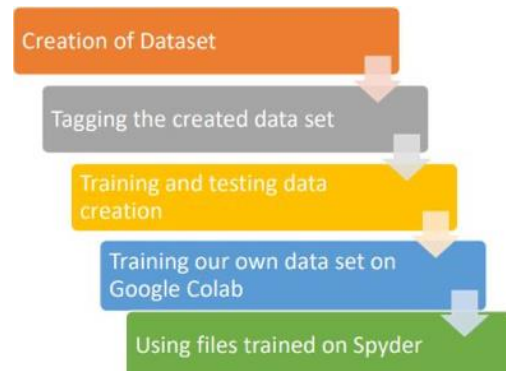 Creation of Dataset
Tagging the created data set
Training and testing data
creation
Training our own data set on
Google Colab
Using files trained on Spyder